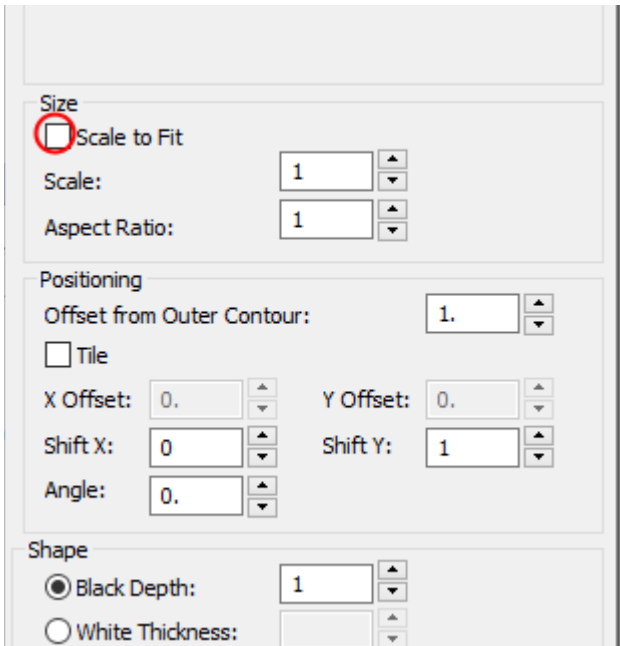 Size
Scale to Fit
Scale: 1
Aspect Ratio: 1
Positioning
Offset from Outer Contour: 1.
Tile
X Offset: 0. Y Offset: 0.
Shift X: 0 Shift Y: 1
Angle: 0.
Shape
Black Depth: 1
White Thickness: